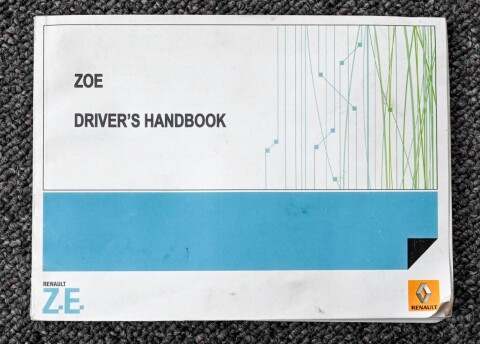 ZOE
DRIVER'S HANDBOOK
RENAULT
Z.E.
RENAULT